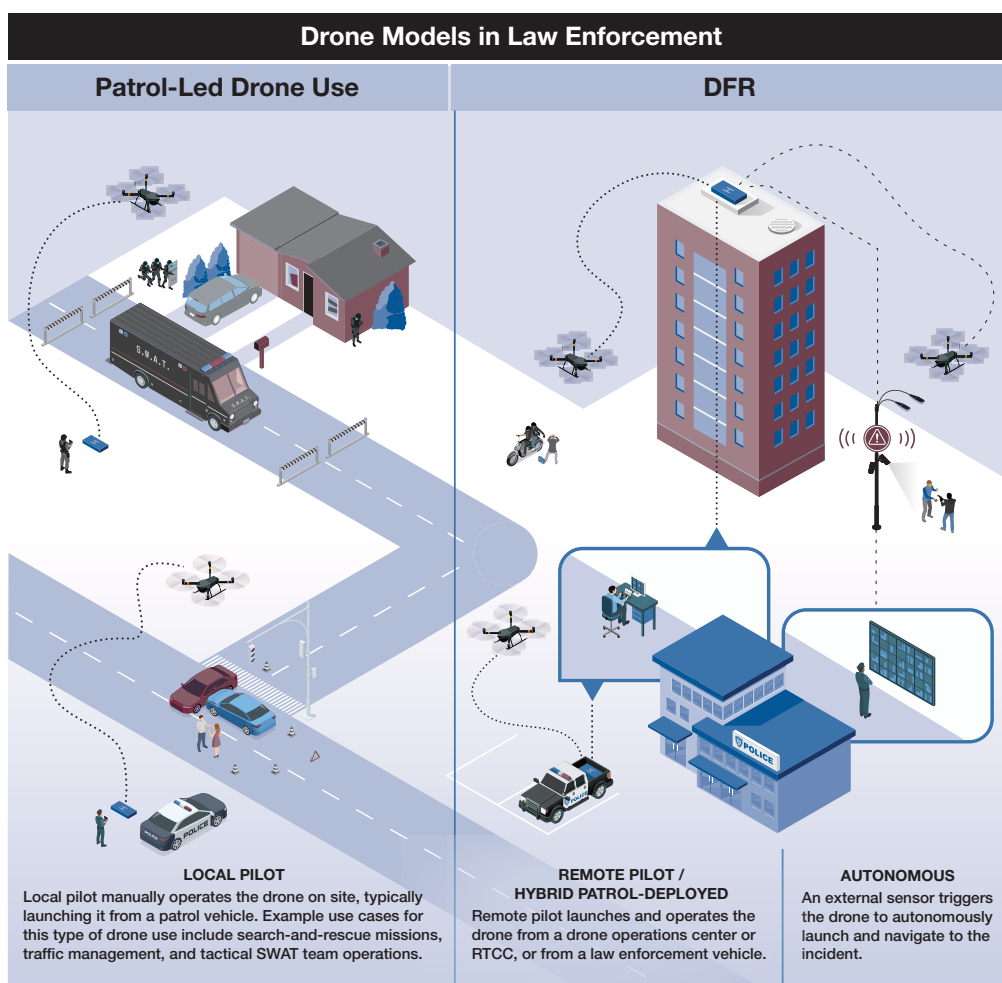 Drone Models in Law Enforcement
Patrol-Led Drone Use
DFR
S.W.A.T.
S.W.A.T.
POLICE
POLICE
POLICE
POLICE
LOCAL PILOT
Local pilot manually operates the drone on site, typically
launching it from a patrol vehicle. Example use cases for
this type of drone use include search-and-rescue missions,
traffic management, and tactical SWAT team operations.
REMOTE PILOT /
HYBRID PATROL-DEPLOYED
Remote pilot launches and operates the
drone from a drone operations center or
RTCC, or from a law enforcement vehicle.
AUTONOMOUS
An external sensor triggers
the drone to autonomously
launch and navigate to the
incident.